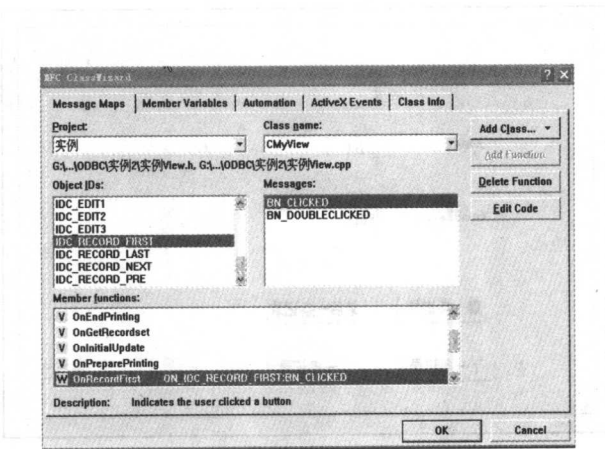 MFC ClassWizard
Message Maps Member Variables Automation ActiveX Events Class Info
Project: Class name:
实例 CMyView
Add Class...
G:\...\ODBC\实例2\实例View.h, G:\...\ODBC\实例2\实例View.cpp
Add Function
Object IDs: Messages:
Delete Function
IDC_EDIT1 BN_CLICKED
IDC_EDIT2 BN_DOUBLECLICKED
Edit Code
IDC_EDIT3
IDC_RECORD_FIRST
IDC_RECORD_LAST
IDC_RECORD_NEXT
IDC_RECORD_PRE
Member functions:
V OnEndPrinting
V OnGetRecordset
V OnInitialUpdate
V OnPreparePrinting
W OnRecordFirst ON_IDC_RECORD_FIRST:BN_CLICKED
Description: Indicates the user clicked a button
OK Cancel